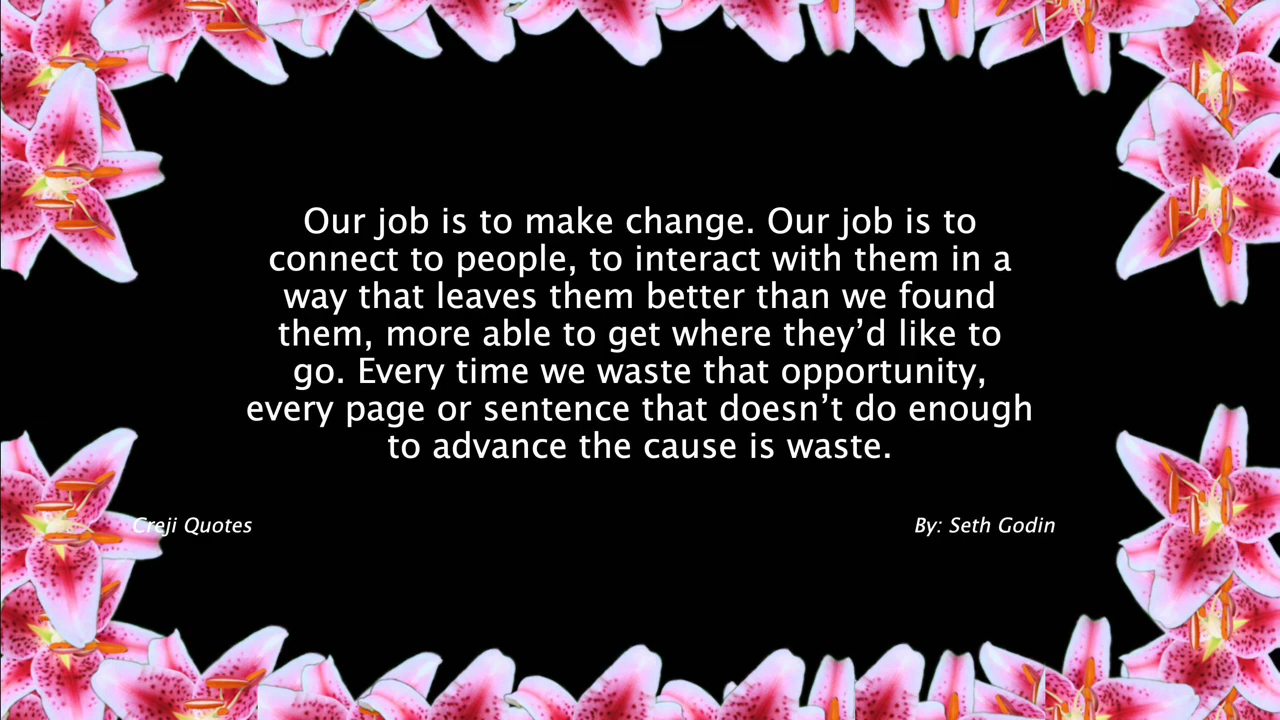 Our job is to make change. Our job is to
connect to people, to interact with them in a
way that leaves them better than we found
them, more able to get where they’d like to
go. Every time we waste that opportunity,
every page or sentence that doesn’t do enough
to advance the cause is waste.
Creji Quotes
By: Seth Godin